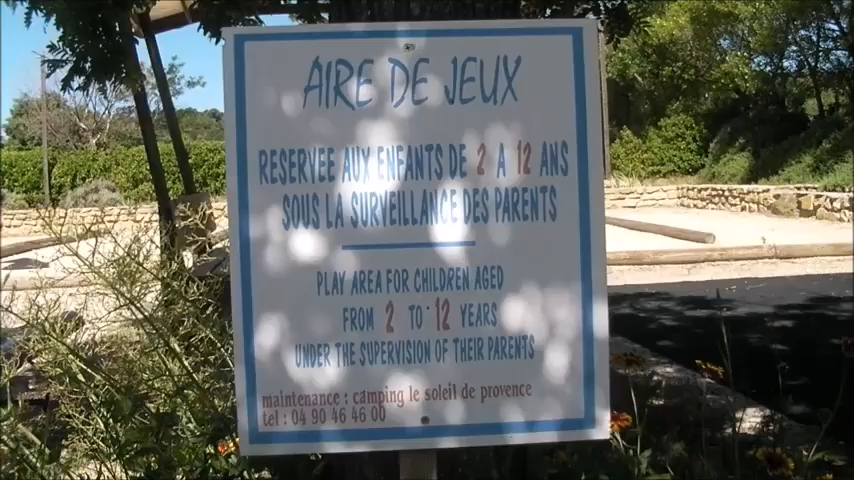 AIRE DE JEUX
RESERVEE AUX ENFANTS DE 2 A 12 ANS
SOUS LA SURVEILLANCE DES PARENTS
PLAY AREA FOR CHILDREN AGED
FROM 2 TO 12 YEARS
UNDER THE SUPERVISION OF THEIR PARENTS
maintenance : camping le soleil de provence
tel : 04 90 46 46 00